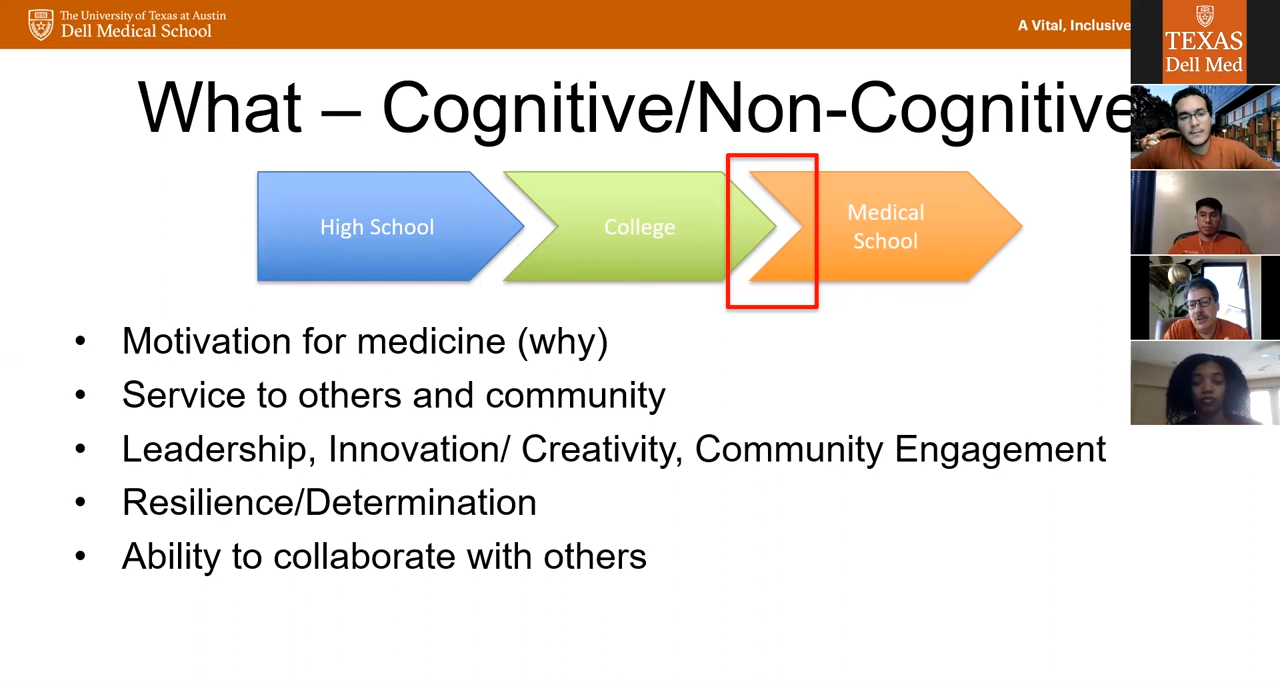 The University of Texas at Austin
Dell Medical School
A Vital, Inclusive
TEXAS
Dell Med
What – Cognitive/Non-Cognitive
High School
College
Medical
School
• Motivation for medicine (why)
• Service to others and community
• Leadership, Innovation/ Creativity, Community Engagement
• Resilience/Determination
• Ability to collaborate with others